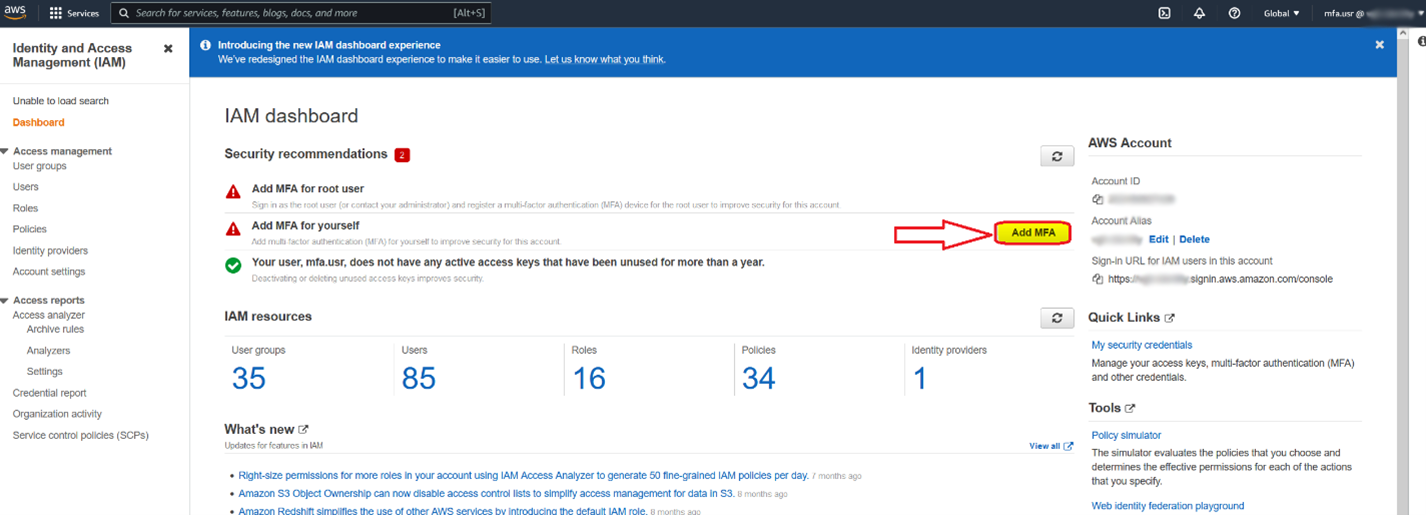 aws
Services
Search for services, features, blogs, docs, and more
[Alt+S]
Global
mfa.usr @
Identity and Access
Management (IAM)
Unable to load search
Dashboard
Access management
User groups
Users
Roles
Policies
Identity providers
Account settings
Access reports
Access analyzer
Archive rules
Analyzers
Settings
Credential report
Organization activity
Service control policies (SCPs)
Introducing the new IAM dashboard experience
We've redesigned the IAM dashboard experience to make it easier to use. Let us know what you think.
IAM dashboard
Security recommendations 2
Add MFA for root user
Sign in as the root user (or contact your administrator) and register a multi-factor authentication (MFA) device for the root user to improve security for this account
Add MFA for yourself
Add multi-factor authentication (MFA) for yourself to improve security for this account.
Add MFA
Your user, mfa.usr, does not have any active access keys that have been unused for more than a year.
Deactivating or deleting unused access keys improves security.
IAM resources
User groups
35
Users
85
Roles
16
Policies
34
Identity providers
1
What's new
Updates for features in IAM
View all
Right-size permissions for more roles in your account using IAM Access Analyzer to generate 50 fine-grained IAM policies per day. 7 months ago
Amazon S3 Object Ownership can now disable access control lists to simplify access management for data in S3. 8 months ago
Amazon Redshift simplifies the use of other AWS services by introducing the default IAM role. 8 months ago
AWS Account
Account ID
Account Alias
Edit | Delete
Sign-in URL for IAM users in this account
https:/ .signin.aws.amazon.com/console
Quick Links
My security credentials
Manage your access keys, multi-factor authentication (MFA)
and other credentials.
Tools
Policy simulator
The simulator evaluates the policies that you choose and
determines the effective permissions for each of the actions
that you specify.
Web identity federation playground